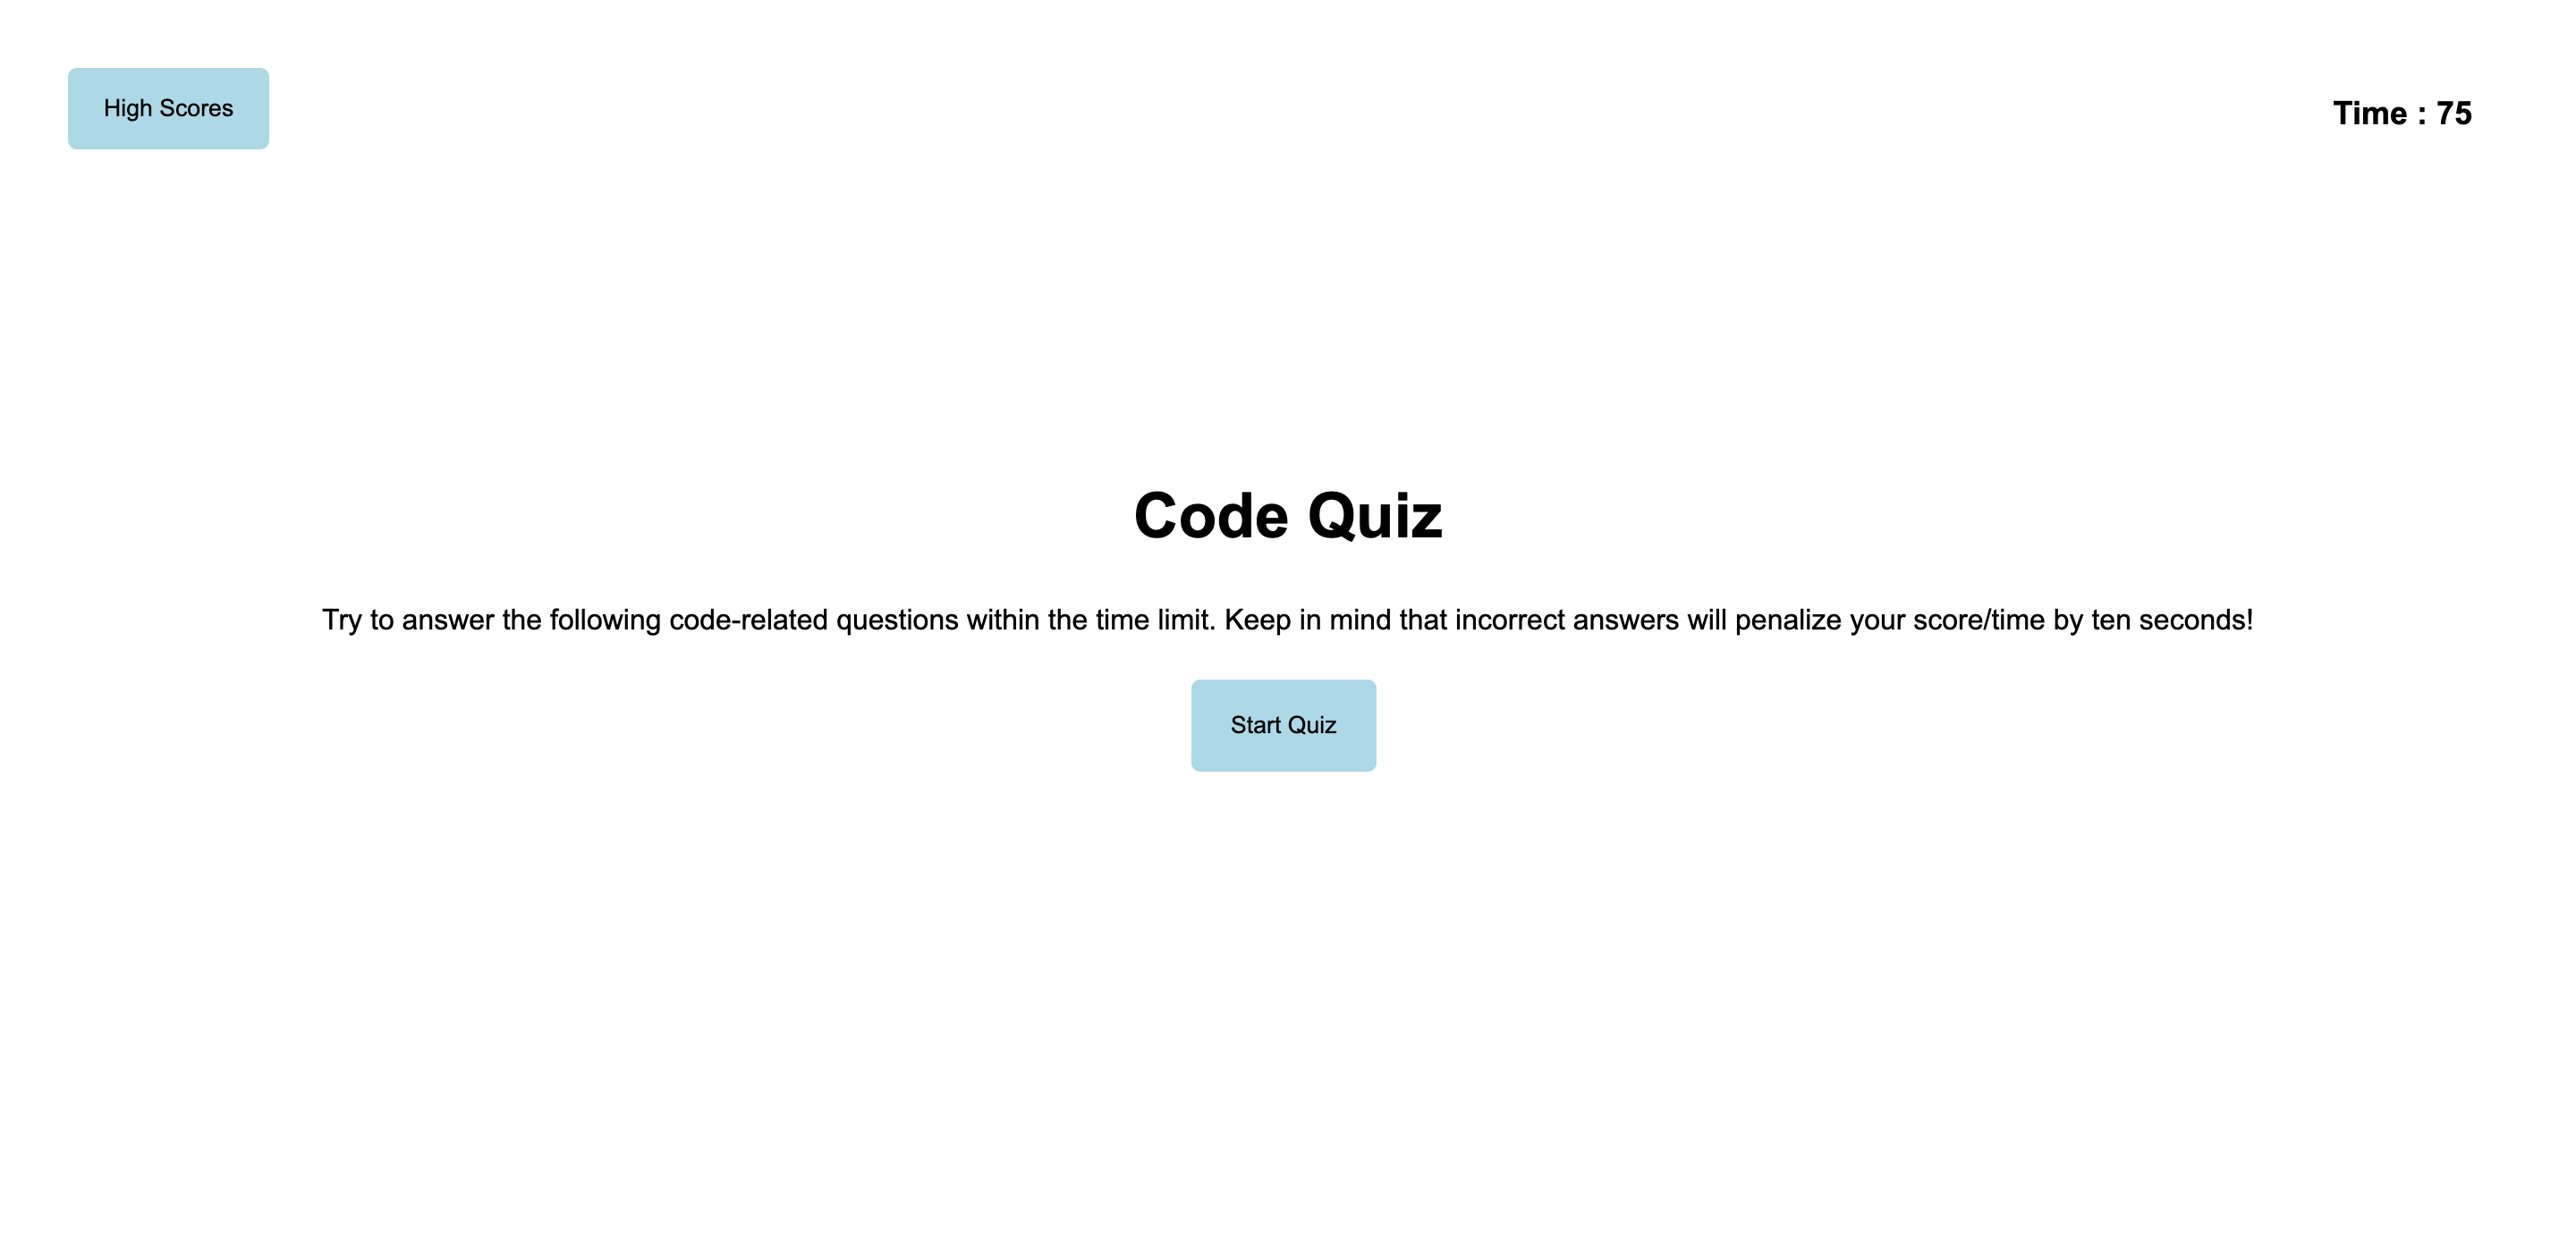 High Scores
Time : 75
Code Quiz
Try to answer the following code-related questions within the time limit. Keep in mind that incorrect answers will penalize your score/time by ten seconds!
Start Quiz